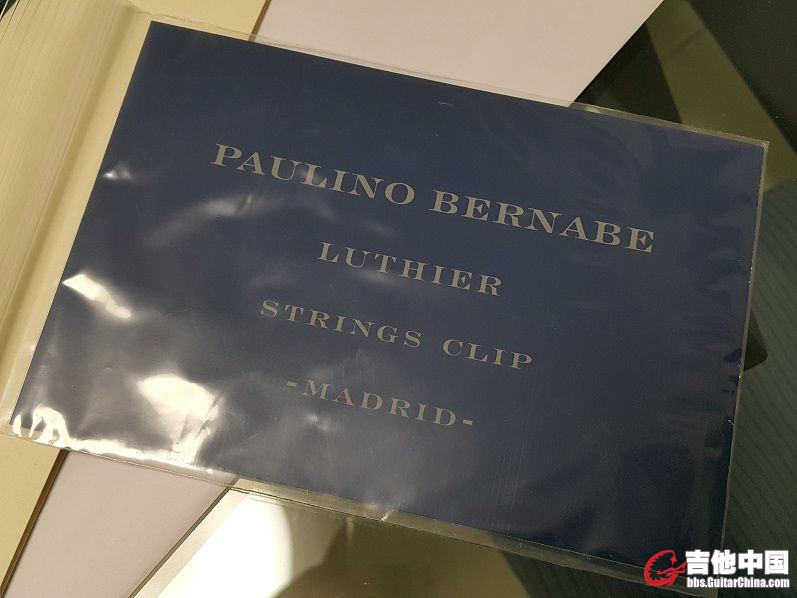 PAULINO BERNABE
LUTHIER
STRINGS CLIP
-MADRID-
吉他中国
bbs.GuitarChina.com